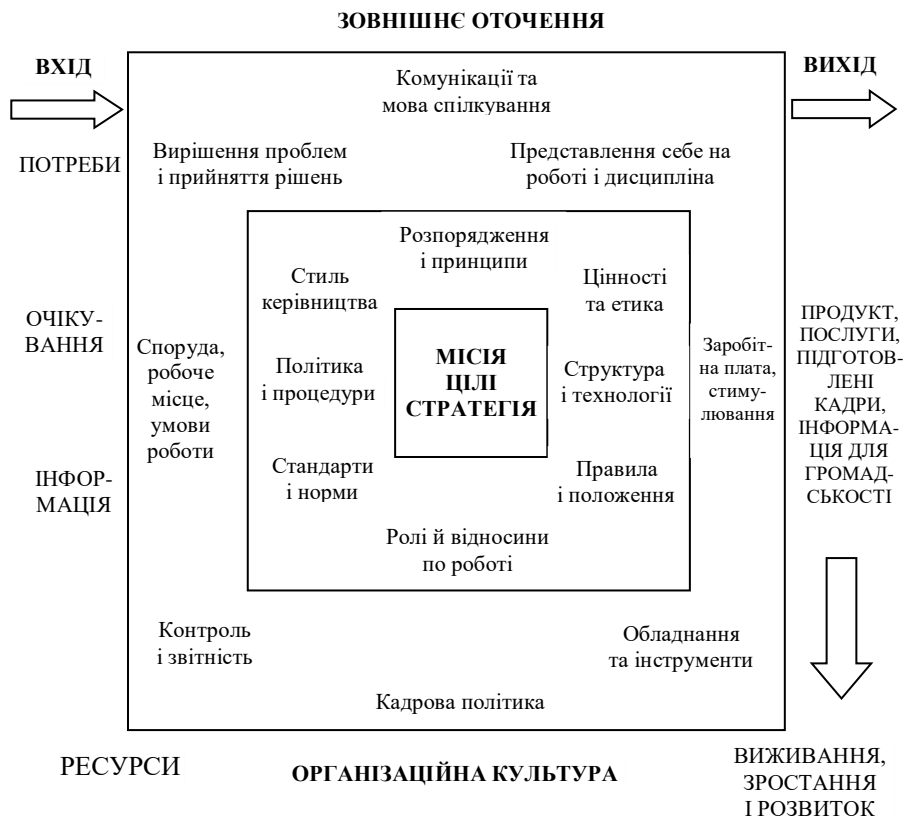 ЗОВНІШНЄ ОТОЧЕННЯ
ВХІД
ВИХІД
Комунікації та
мова спілкування
ПОТРЕБИ
Вирішення проблем
і прийняття рішень
Представлення себе на
роботі і дисципліна
Розпорядження
і принципи
Стиль
керівництва
Цінності
та етика
ОЧІКУ-
ВАННЯ
Споруда,
робоче
місце,
умови
роботи
Політика
і процедури
МІСІЯ
ЦІЛІ
СТРАТЕГІЯ
Структура
і технології
Заробіт-
на плата,
стиму-
лювання
ПРОДУКТ,
ПОСЛУГИ,
ПІДГОТОВ-
ЛЕНІ
КАДРИ,
ІНФОРМА-
ЦІЯ ДЛЯ
ГРОМАД-
СЬКОСТІ
ІНФОР-
МАЦІЯ
Стандарти
і норми
Правила
і положення
Ролі й відносини
по роботі
Контроль
і звітність
Обладнання
та інструменти
Кадрова політика
РЕСУРСИ
ОРГАНІЗАЦІЙНА КУЛЬТУРА
ВИЖИВАННЯ,
ЗРОСТАННЯ
І РОЗВИТОК